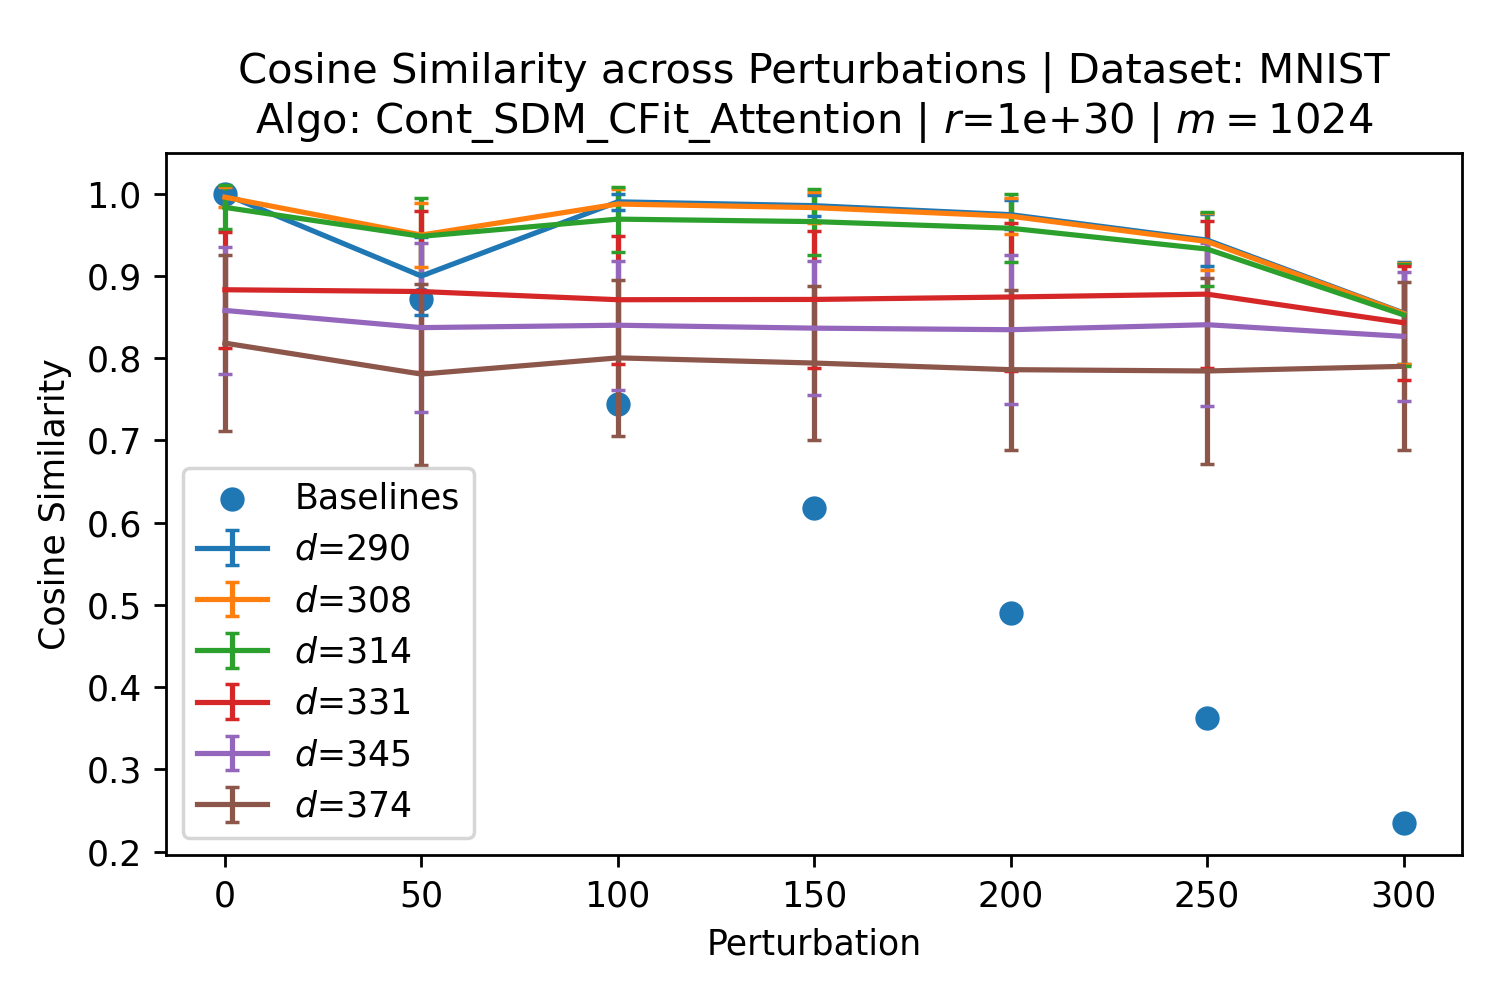 Cosine Similarity across Perturbations | Dataset: MNIST
Algo: Cont_SDM_CFit_Attention | r=1e+30 | m = 1024
Cosine Similarity
1.0
0.9
0.8
0.7
0.6
0.5
0.4
0.3
0.2
Baselines
d=290
d=308
d=314
d=331
d=345
d=374
0 50 100 150 200 250 300
Perturbation